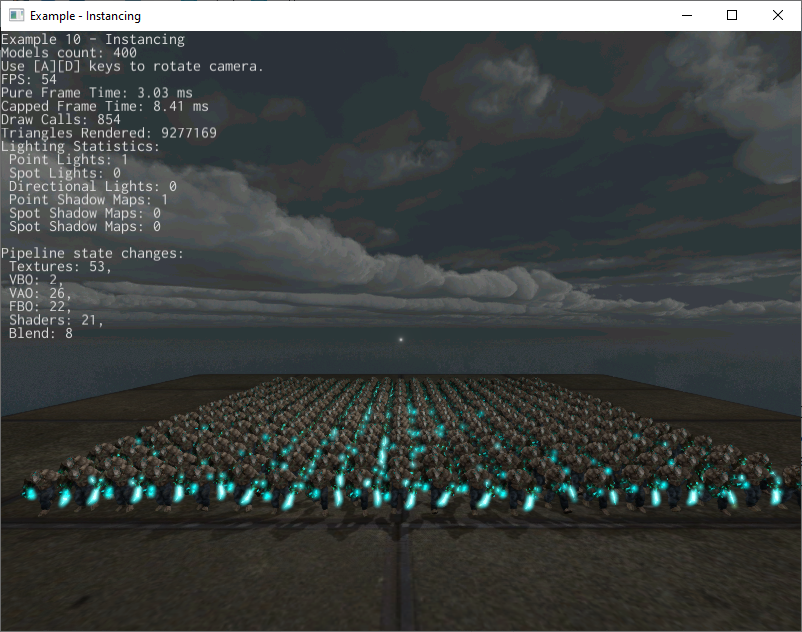 Example - Instancing
Example 10 - Instancing
Models count: 400
Use [A][D] keys to rotate camera.
FPS: 54
Pure Frame Time: 3.03 ms
Capped Frame Time: 8.41 ms
Draw Calls: 854
Triangles Rendered: 9277169
Lighting Statistics:
Point Lights: 1
Spot Lights: 0
Directional Lights: 0
Point Shadow Maps: 1
Spot Shadow Maps: 0
Spot Shadow Maps: 0
Pipeline state changes:
Textures: 53,
VBO: 2,
VAO: 26,
FBO: 22,
Shaders: 21,
Blend: 8